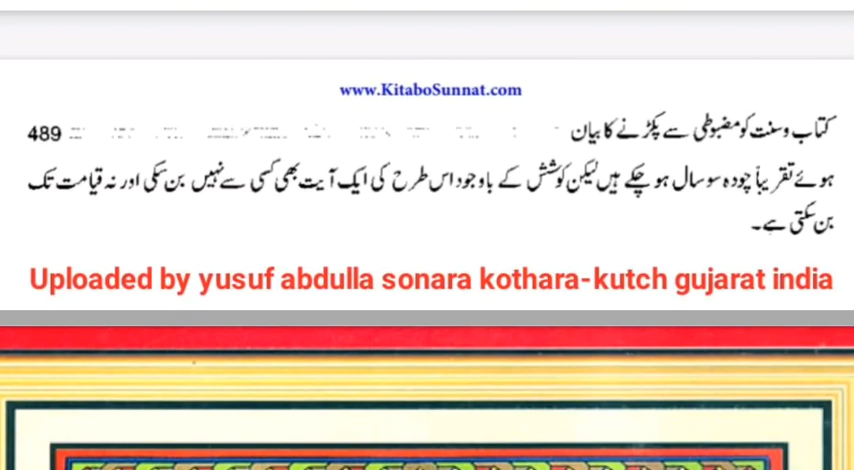 www.KitaboSunnat.com
کتاب وسنت کو مضبوطی سے پکڑنے کا بیان 489
ہوئے تقریباً چودہ سو سال ہو چکے ہیں لیکن کوشش کے باوجود اس طرح کی ایک آیت بھی کسی سے نہیں بن سکی اور نہ قیامت تک
بن سکتی ہے۔
Uploaded by yusuf abdulla sonara kothara-kutch gujarat india